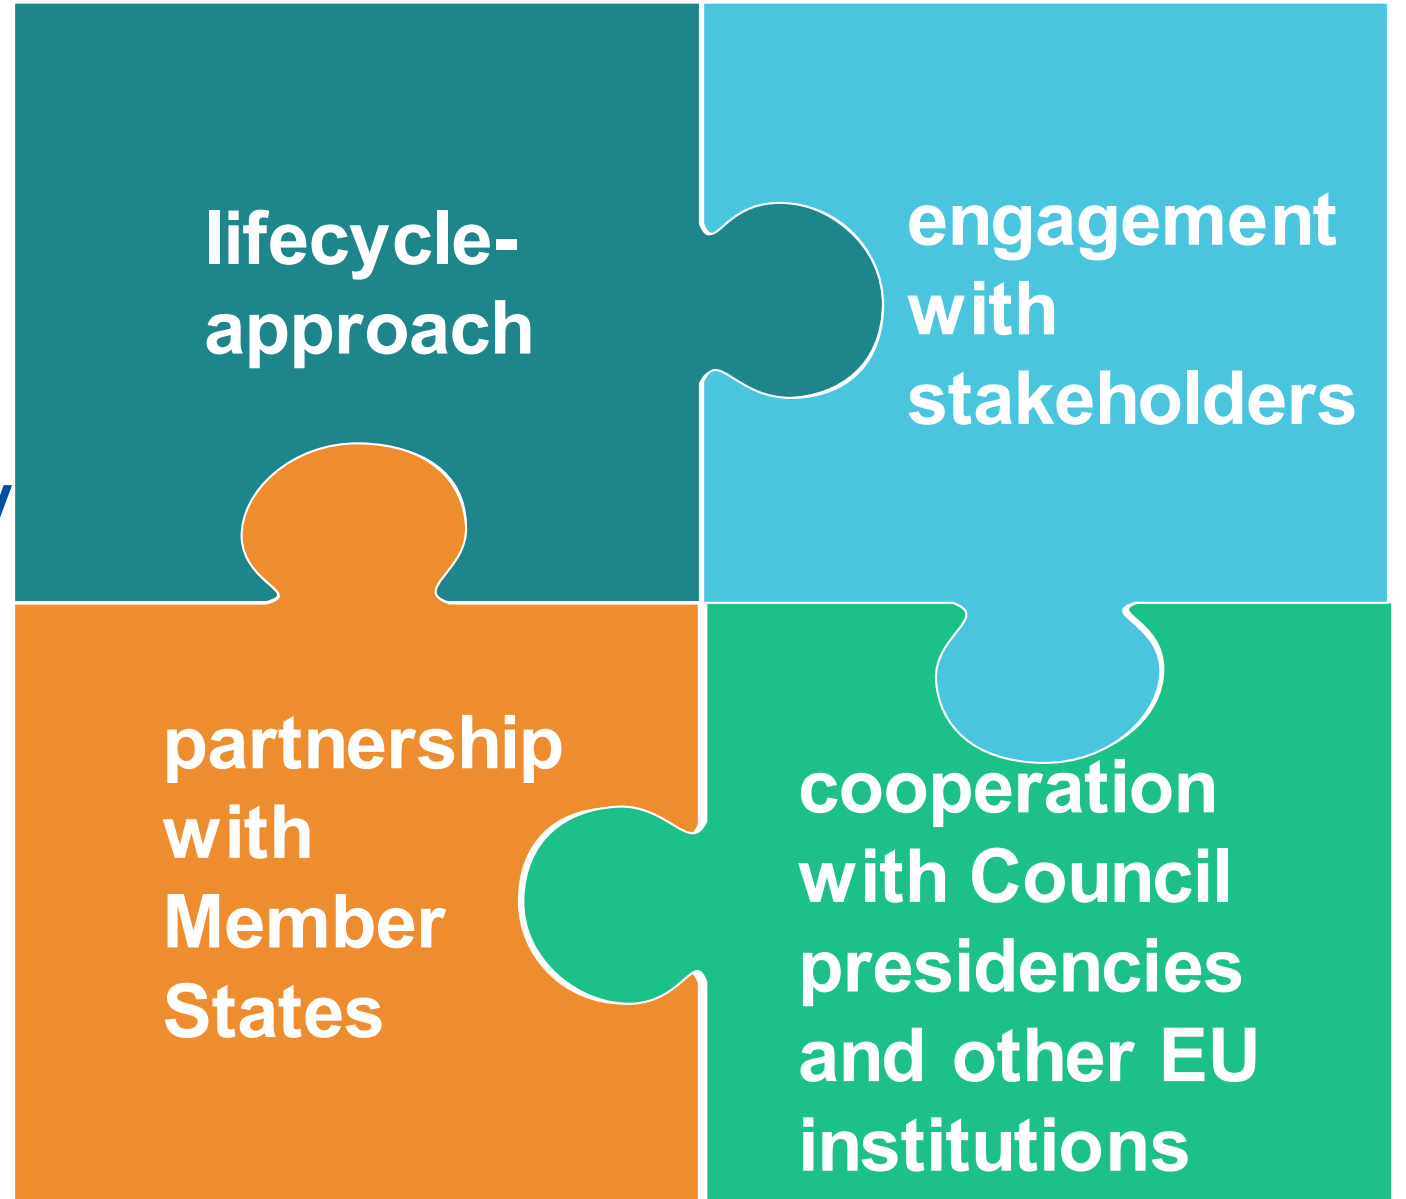 lifecycle-
approach
engagement
with
stakeholders
y
partnership
with
Member
States
cooperation
with Council
presidencies
and other EU
institutions